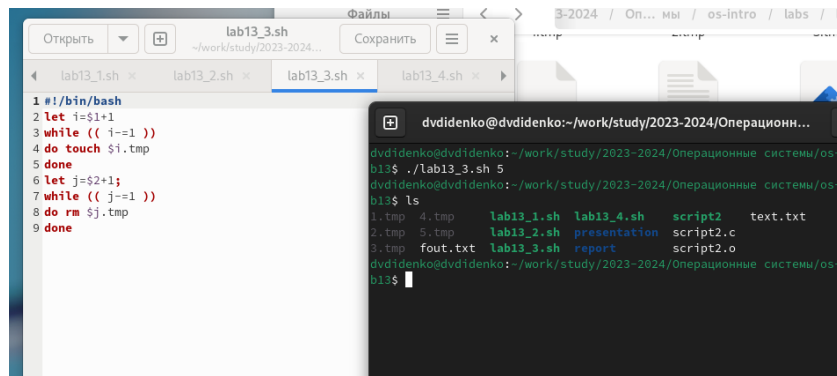 Файлы
3-2024 / Оп... мы / os-intro / labs /
Открыть
lab13_3.sh
~/work/study/2023-2024...
Сохранить
lab13_1.sh
lab13_2.sh
lab13_3.sh
lab13_4.sh
1 #!/bin/bash
2 let i=$1+1
3 while (( i-=1 ))
4 do touch $i.tmp
5 done
6 let j=$2+1;
7 while (( j-=1 ))
8 do rm $j.tmp
9 done
dvdidenko@dvdidenko:~/work/study/2023-2024/Операционн...
dvdidenko@dvdidenko:~/work/study/2023-2024/Операционные системы/os-
b13$ ./lab13_3.sh 5
dvdidenko@dvdidenko:~/work/study/2023-2024/Операционные системы/os-
b13$ ls
1.tmp 4.tmp lab13_1.sh lab13_4.sh script2 text.txt
2.tmp 5.tmp lab13_2.sh presentation script2.c
3.tmp fout.txt lab13_3.sh report script2.o
dvdidenko@dvdidenko:~/work/study/2023-2024/Операционные системы/os-
b13$